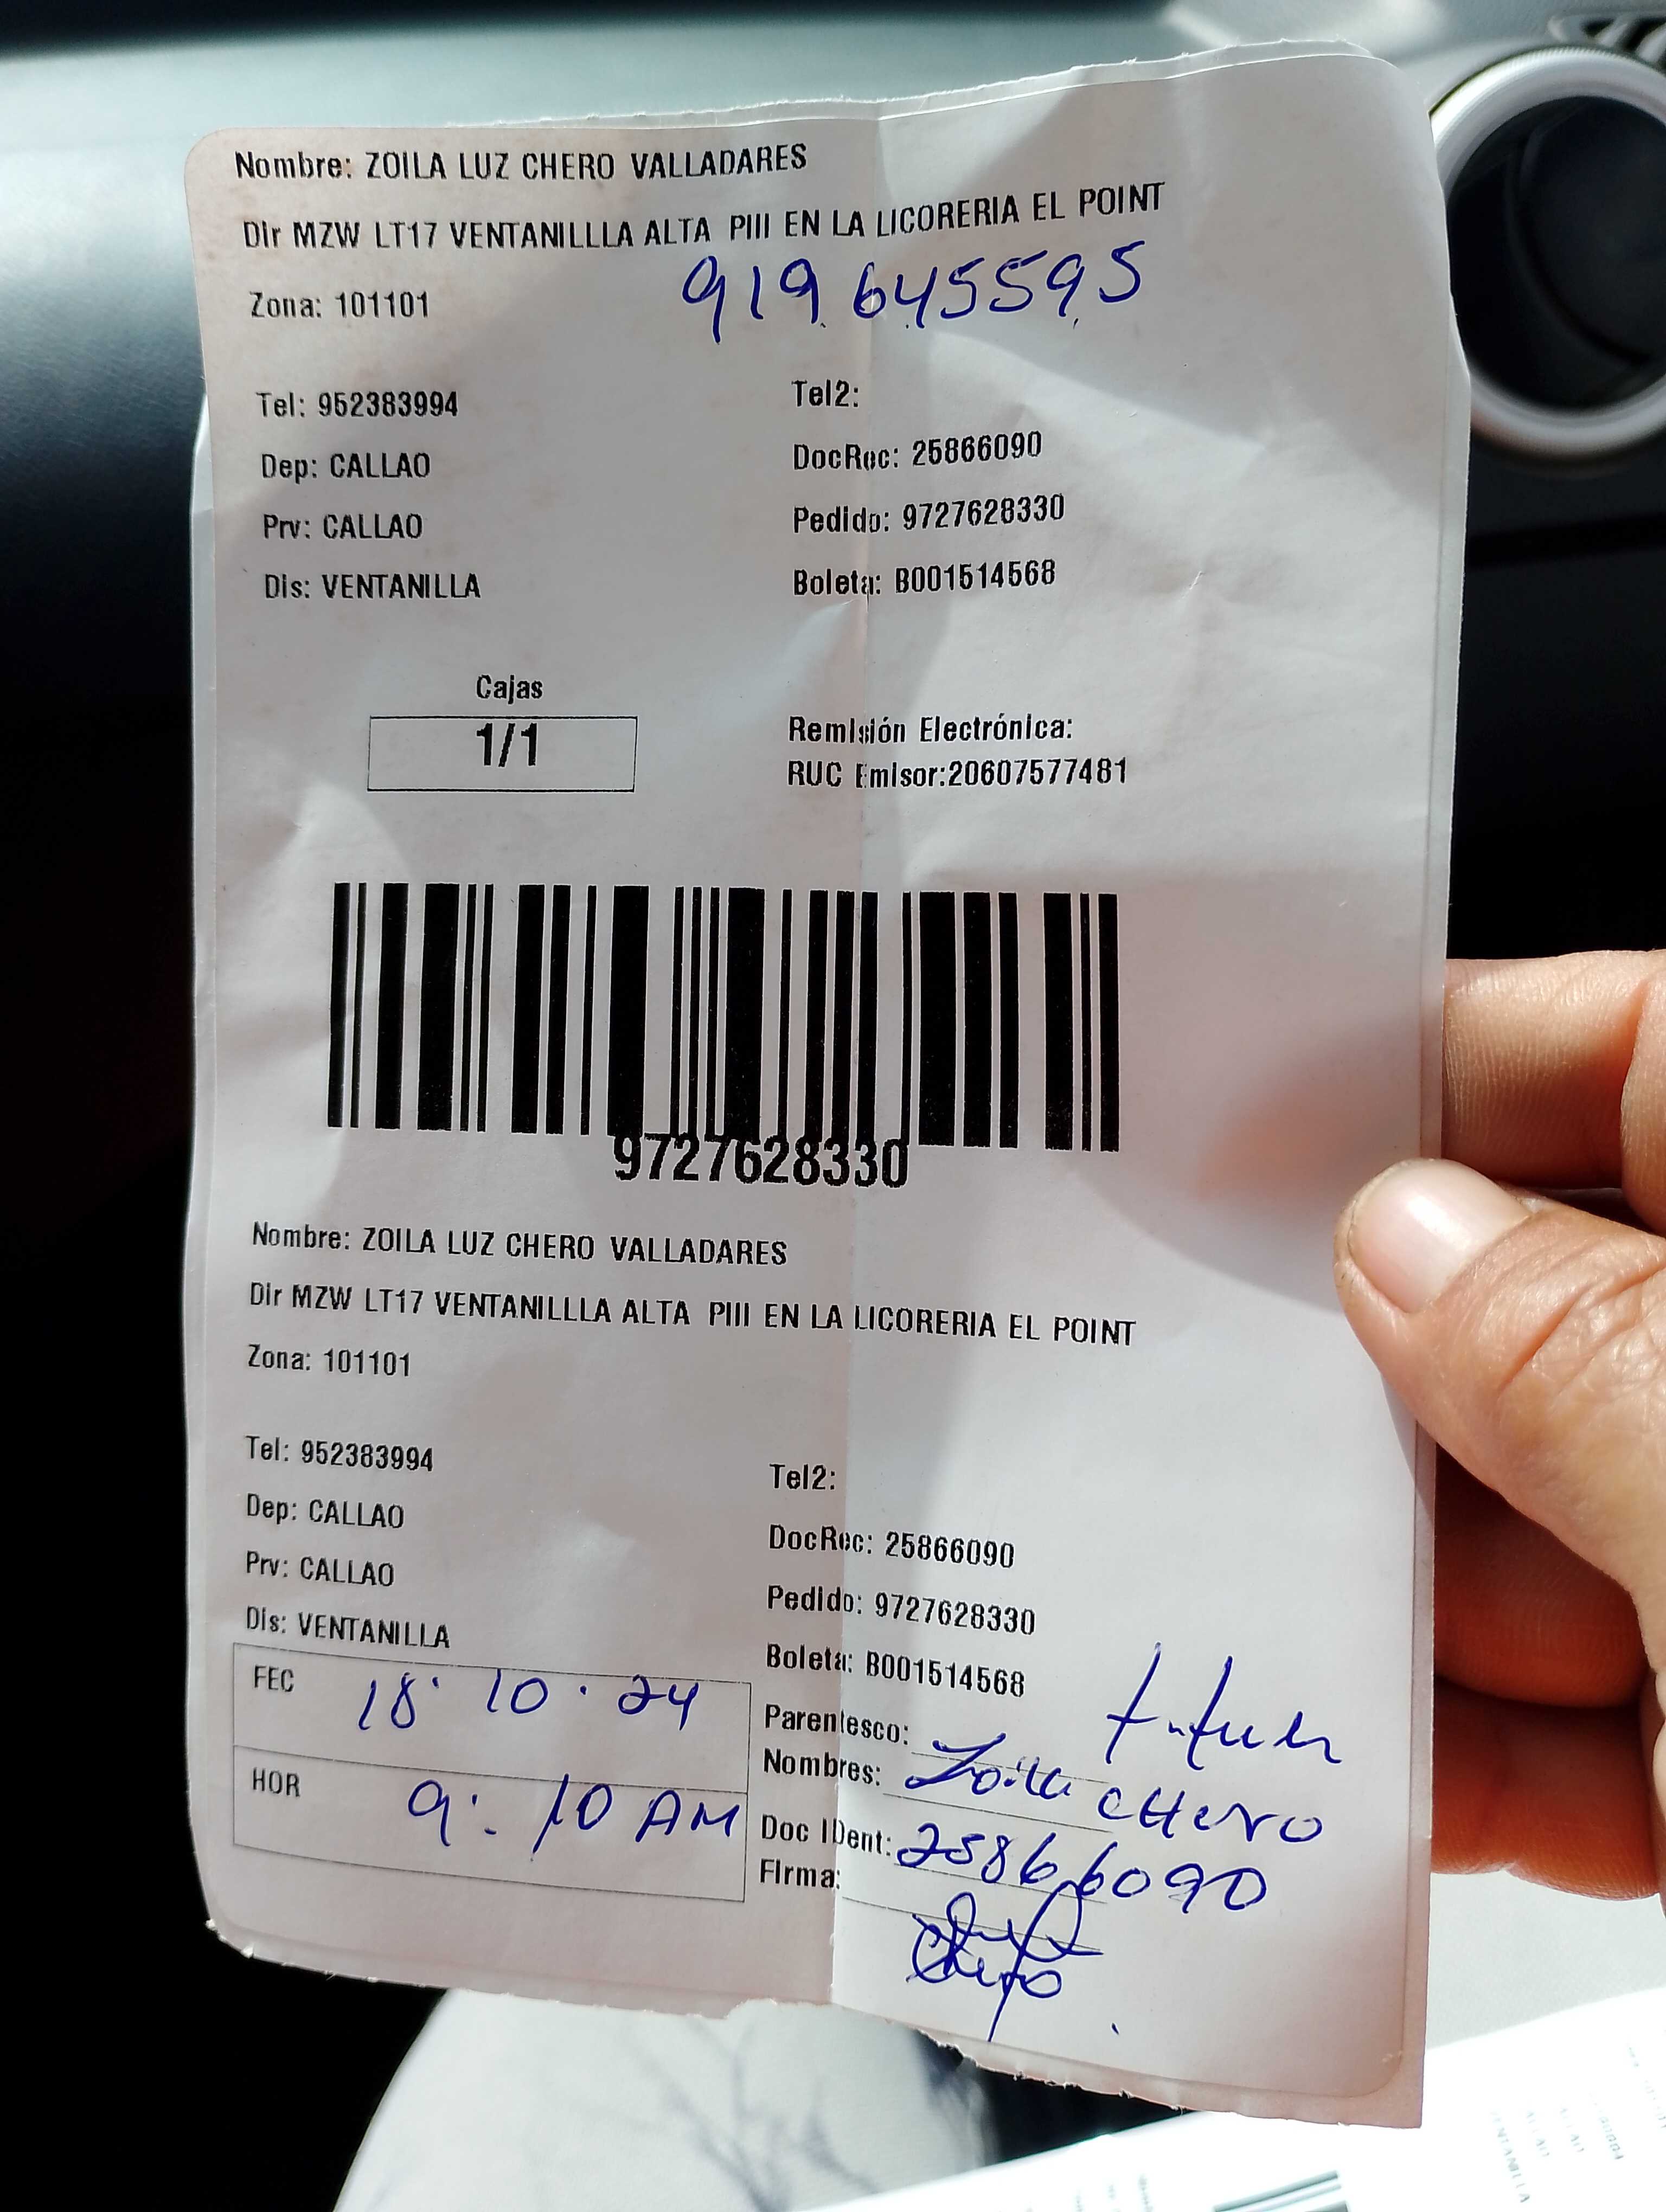 Nombre: ZOILA LUZ CHERO VALLADARES
Dir MZW LT17 VENTANILLLA ALTA PIII EN LA LICORERIA EL POINT
919 645595
Zona: 101101
Tel: 952383994
Tel2:
Dep: CALLAO
DocRec: 25866090
Prv: CALLAO
Pedido: 9727628330
Dis: VENTANILLA
Boleta: B001514568
Cajas
1/1
Remisión Electrónica:
RUC Emisor:20607577481
9727628330
Nombre: ZOILA LUZ CHERO VALLADARES
Dir MZW LT17 VENTANILLLA ALTA PIII EN LA LICORERIA EL POINT
Zona: 101101
Tel: 952383994
Tel2:
Dep: CALLAO
DocRec: 25866090
Prv: CALLAO
Pedido: 9727628330
Dis: VENTANILLA
Boleta: B001514568
FEC 18. 10. 24
Parentesco:
Nombres: Zoila CHERO
HOR 9: 10 AM
Doc IDent: 25866090
Firma: